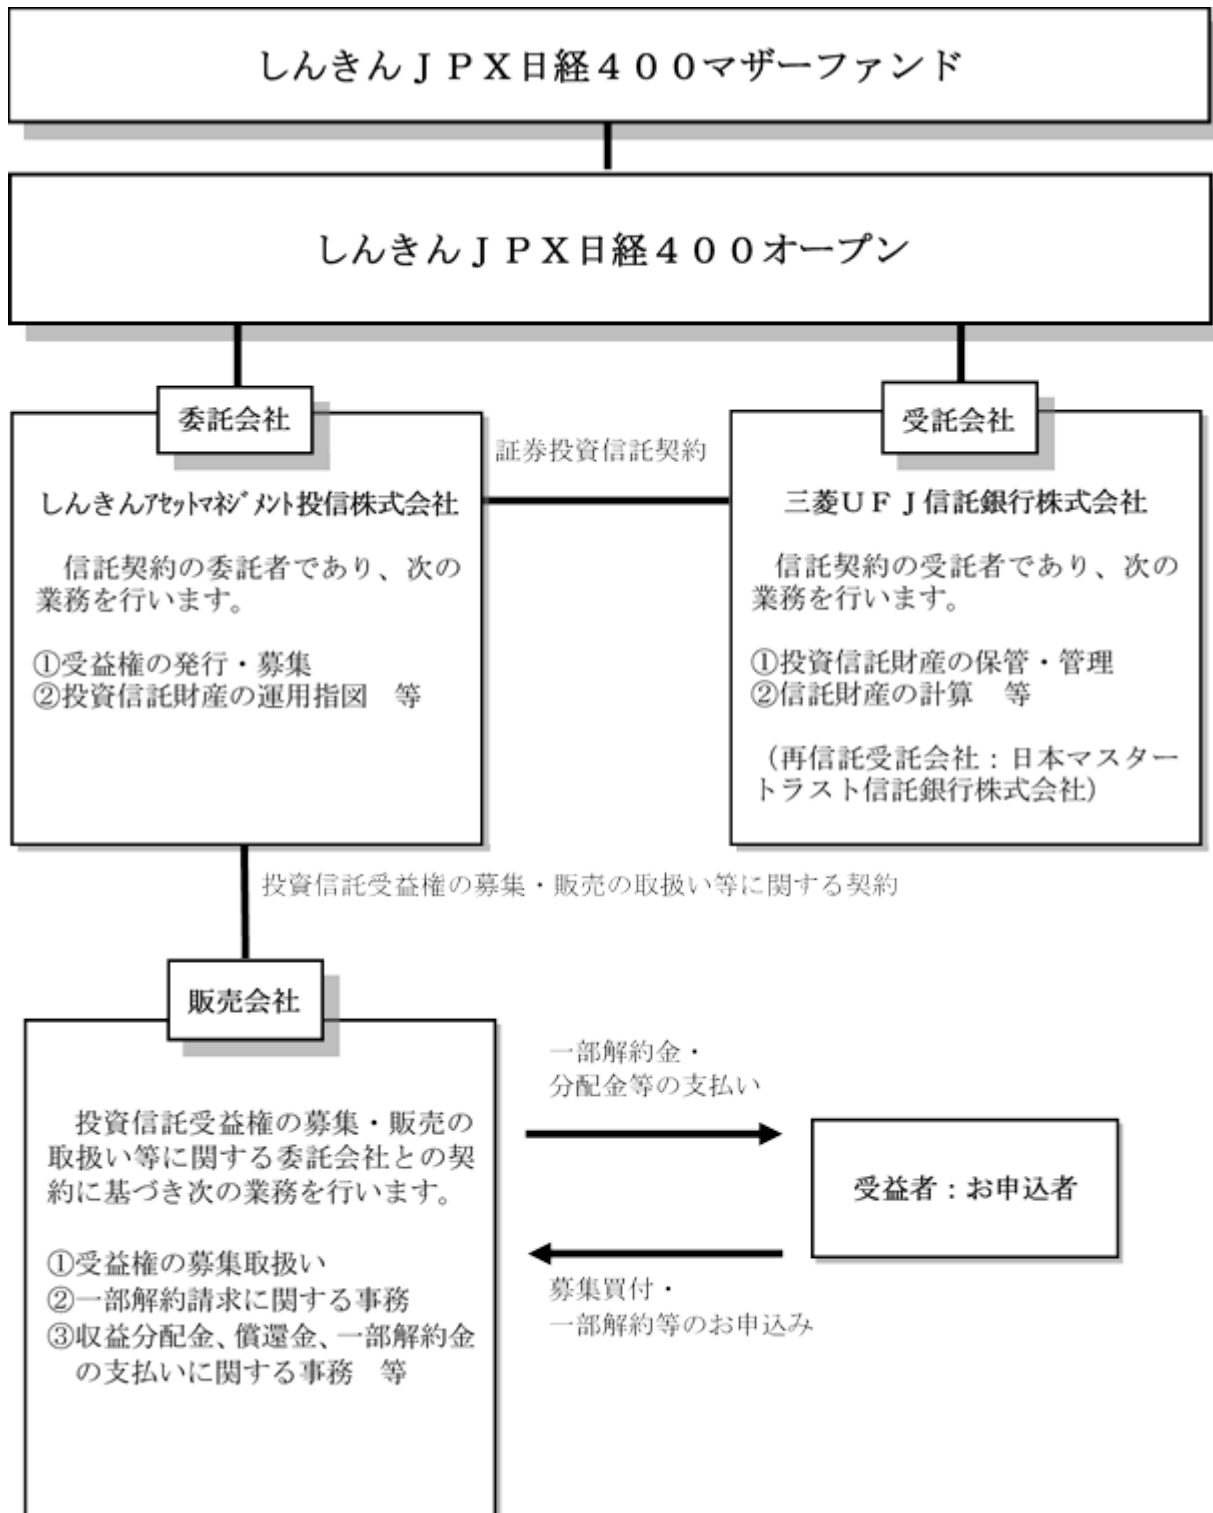 しんきんＪＰＸ日経４００マザーファンド
しんきんＪＰＸ日経４００オープン
委託会社
しんきんｱｾｯﾄﾏﾈｼﾞﾒﾝﾄ投信株式会社
信託契約の委託者であり、次の
業務を行います。
①受益権の発行・募集
②投資信託財産の運用指図　等
証券投資信託契約
受託会社
三菱ＵＦＪ信託銀行株式会社
信託契約の受託者であり、次の
業務を行います。
①投資信託財産の保管・管理
②信託財産の計算　等
（再信託受託会社：日本マスター
トラスト信託銀行株式会社）
投資信託受益権の募集・販売の取扱い等に関する契約
販売会社
投資信託受益権の募集・販売の
取扱い等に関する委託会社との契
約に基づき次の業務を行います。
①受益権の募集取扱い
②一部解約請求に関する事務
③収益分配金、償還金、一部解約金
の支払いに関する事務　等
一部解約金・
分配金等の支払い
受益者：お申込者
募集買付・
一部解約等のお申込み